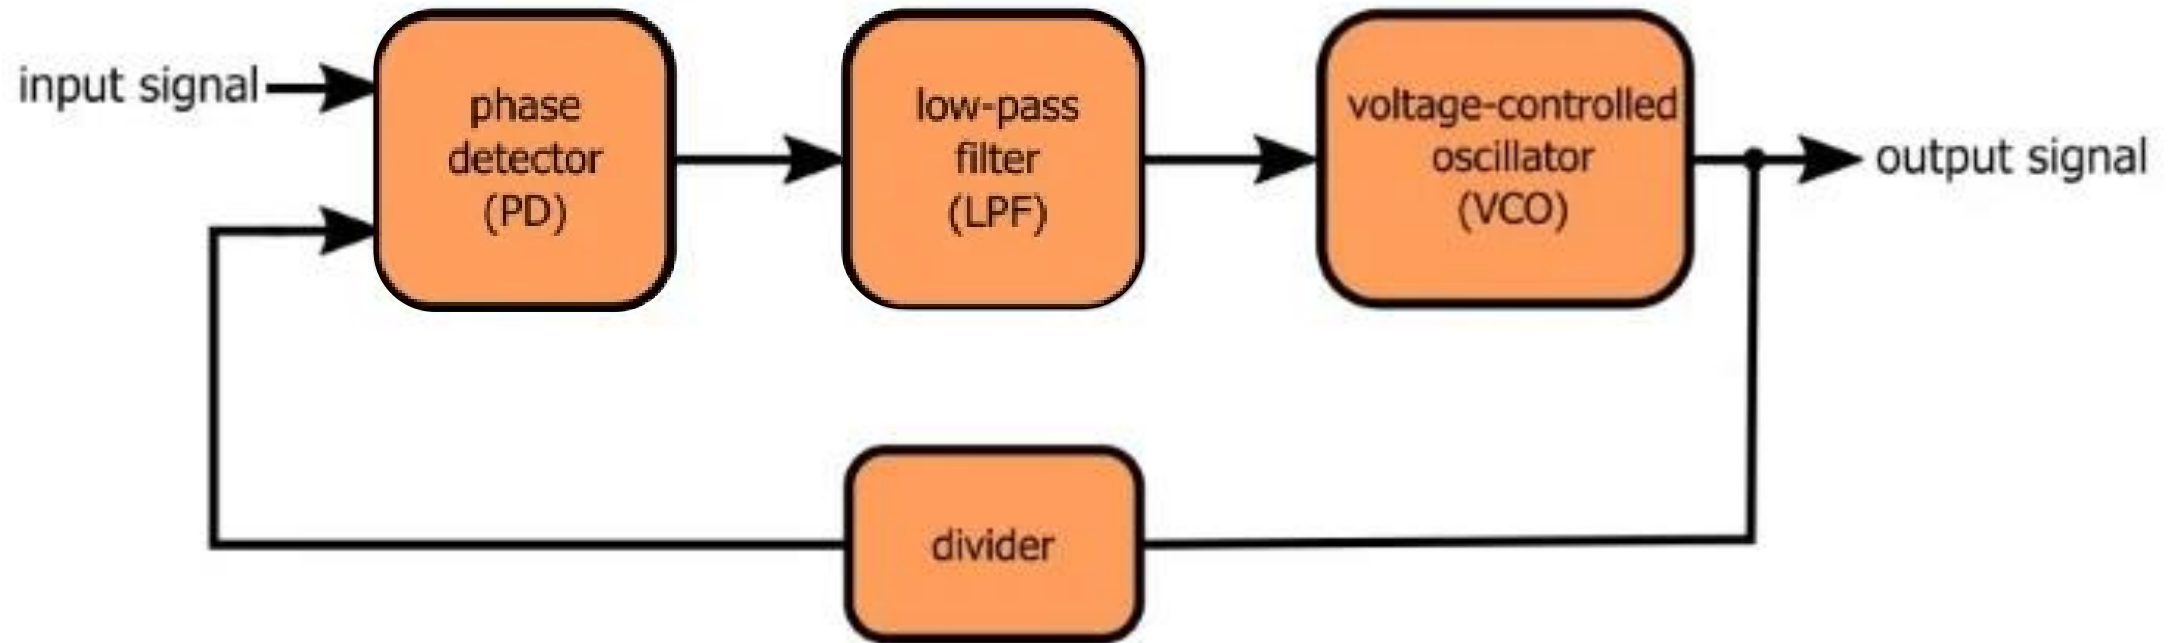 input signal
phase
detector
(PD)
low-pass
filter
(LPF)
voltage-controlled
oscillator
(VCO)
output signal
divider